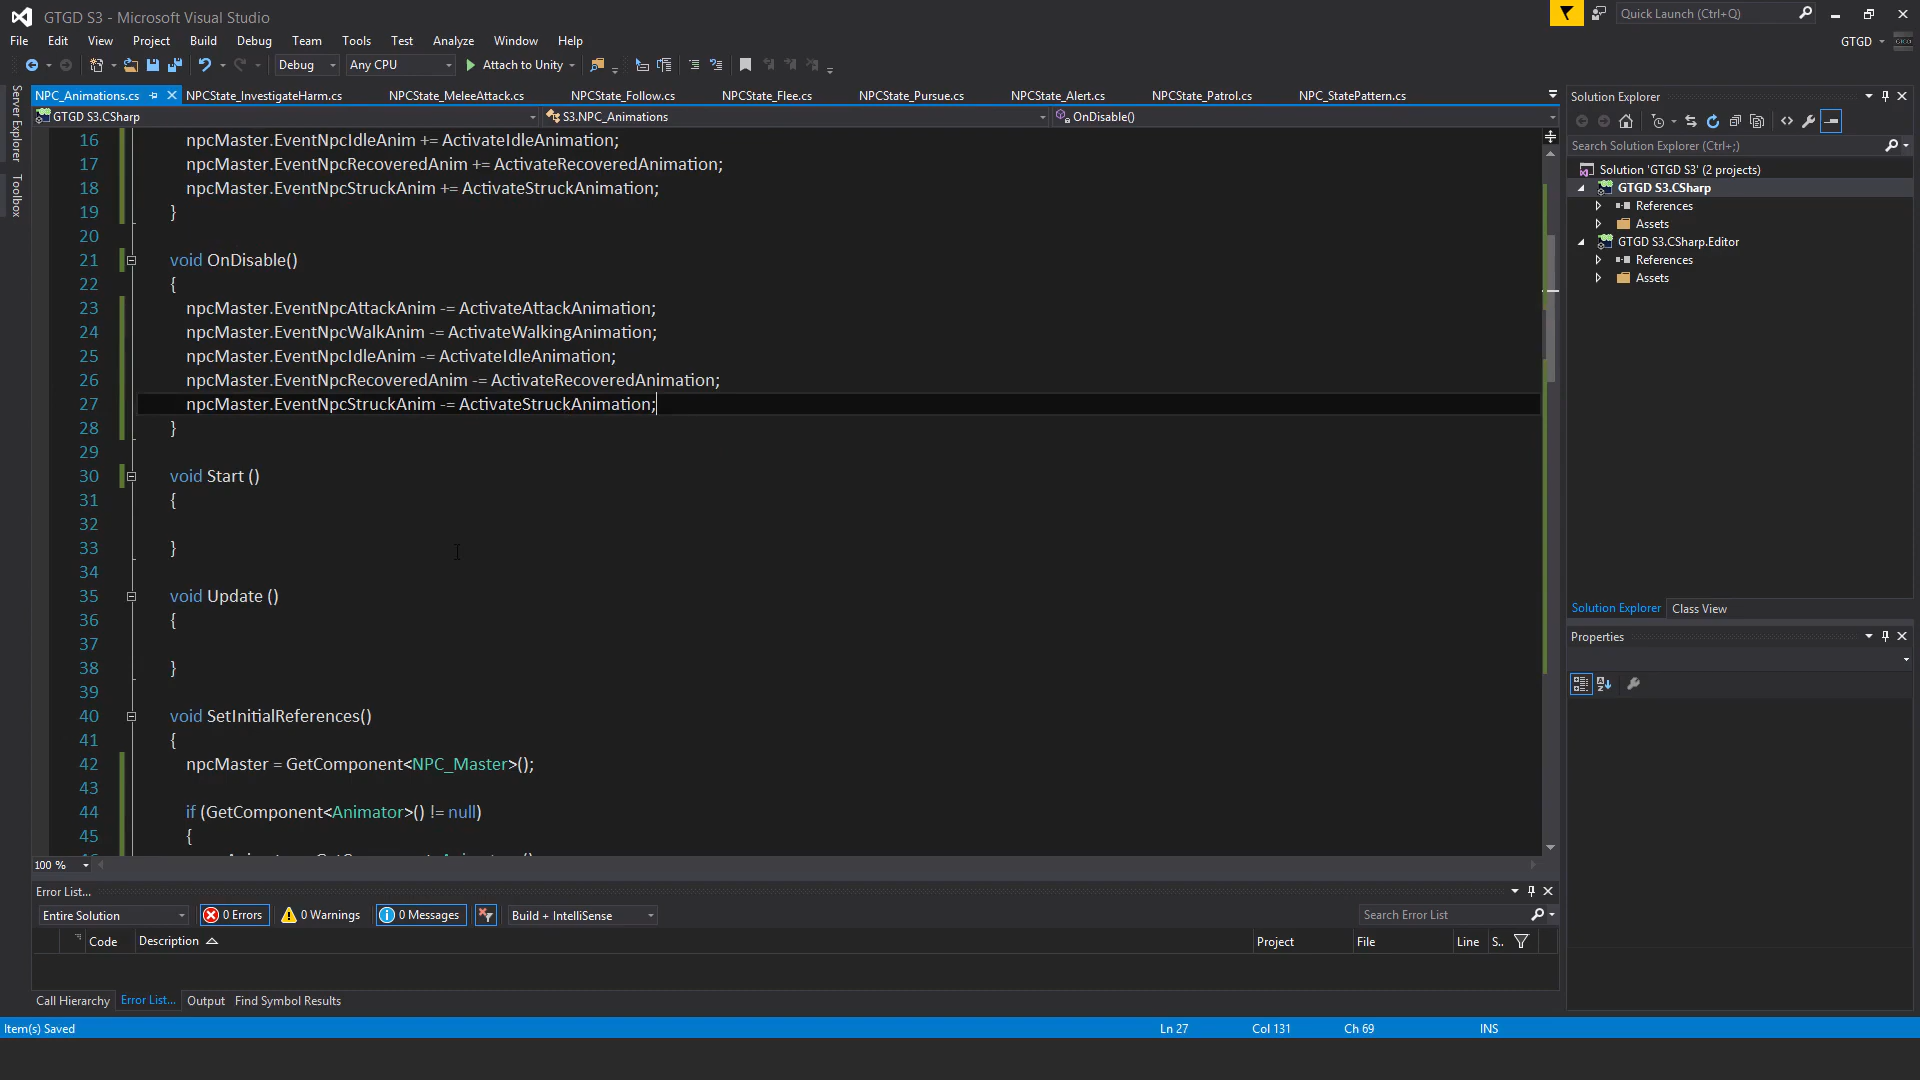 GTGD S3 - Microsoft Visual Studio
Quick Launch (Ctrl+Q)
File Edit View Project Build Debug Team Tools Test Analyze Window Help
GTGD
Debug Any CPU Attach to Unity
NPC_Animations.cs NPCState_InvestigateHarm.cs NPCState_MeleeAttack.cs NPCState_Follow.cs NPCState_Flee.cs NPCState_Pursue.cs NPCState_Alert.cs NPCState_Patrol.cs NPC_StatePattern.cs
GTGD S3.CSharp S3.NPC_Animations OnDisable()
Server Explorer
Toolbox
16 npcMaster.EventNpcIdleAnim += ActivateIdleAnimation;
17 npcMaster.EventNpcRecoveredAnim += ActivateRecoveredAnimation;
18 npcMaster.EventNpcStruckAnim += ActivateStruckAnimation;
19 }
20
21 void OnDisable()
22 {
23 npcMaster.EventNpcAttackAnim -= ActivateAttackAnimation;
24 npcMaster.EventNpcWalkAnim -= ActivateWalkingAnimation;
25 npcMaster.EventNpcIdleAnim -= ActivateIdleAnimation;
26 npcMaster.EventNpcRecoveredAnim -= ActivateRecoveredAnimation;
27 npcMaster.EventNpcStruckAnim -= ActivateStruckAnimation;
28 }
29
30 void Start ()
31 {
32
33 }
34
35 void Update ()
36 {
37
38 }
39
40 void SetInitialReferences()
41 {
42 npcMaster = GetComponent<NPC_Master>();
43
44 if (GetComponent<Animator>() != null)
45 {
100 %
Solution Explorer
Search Solution Explorer (Ctrl+;)
Solution 'GTGD S3' (2 projects)
GTGD S3.CSharp
References
Assets
GTGD S3.CSharp.Editor
References
Assets
Solution Explorer Class View
Properties
Error List...
Entire Solution 0 Errors 0 Warnings 0 Messages Build + IntelliSense Search Error List
Code Description Project File Line S..
Call Hierarchy Error List... Output Find Symbol Results
Item(s) Saved Ln 27 Col 131 Ch 69 INS